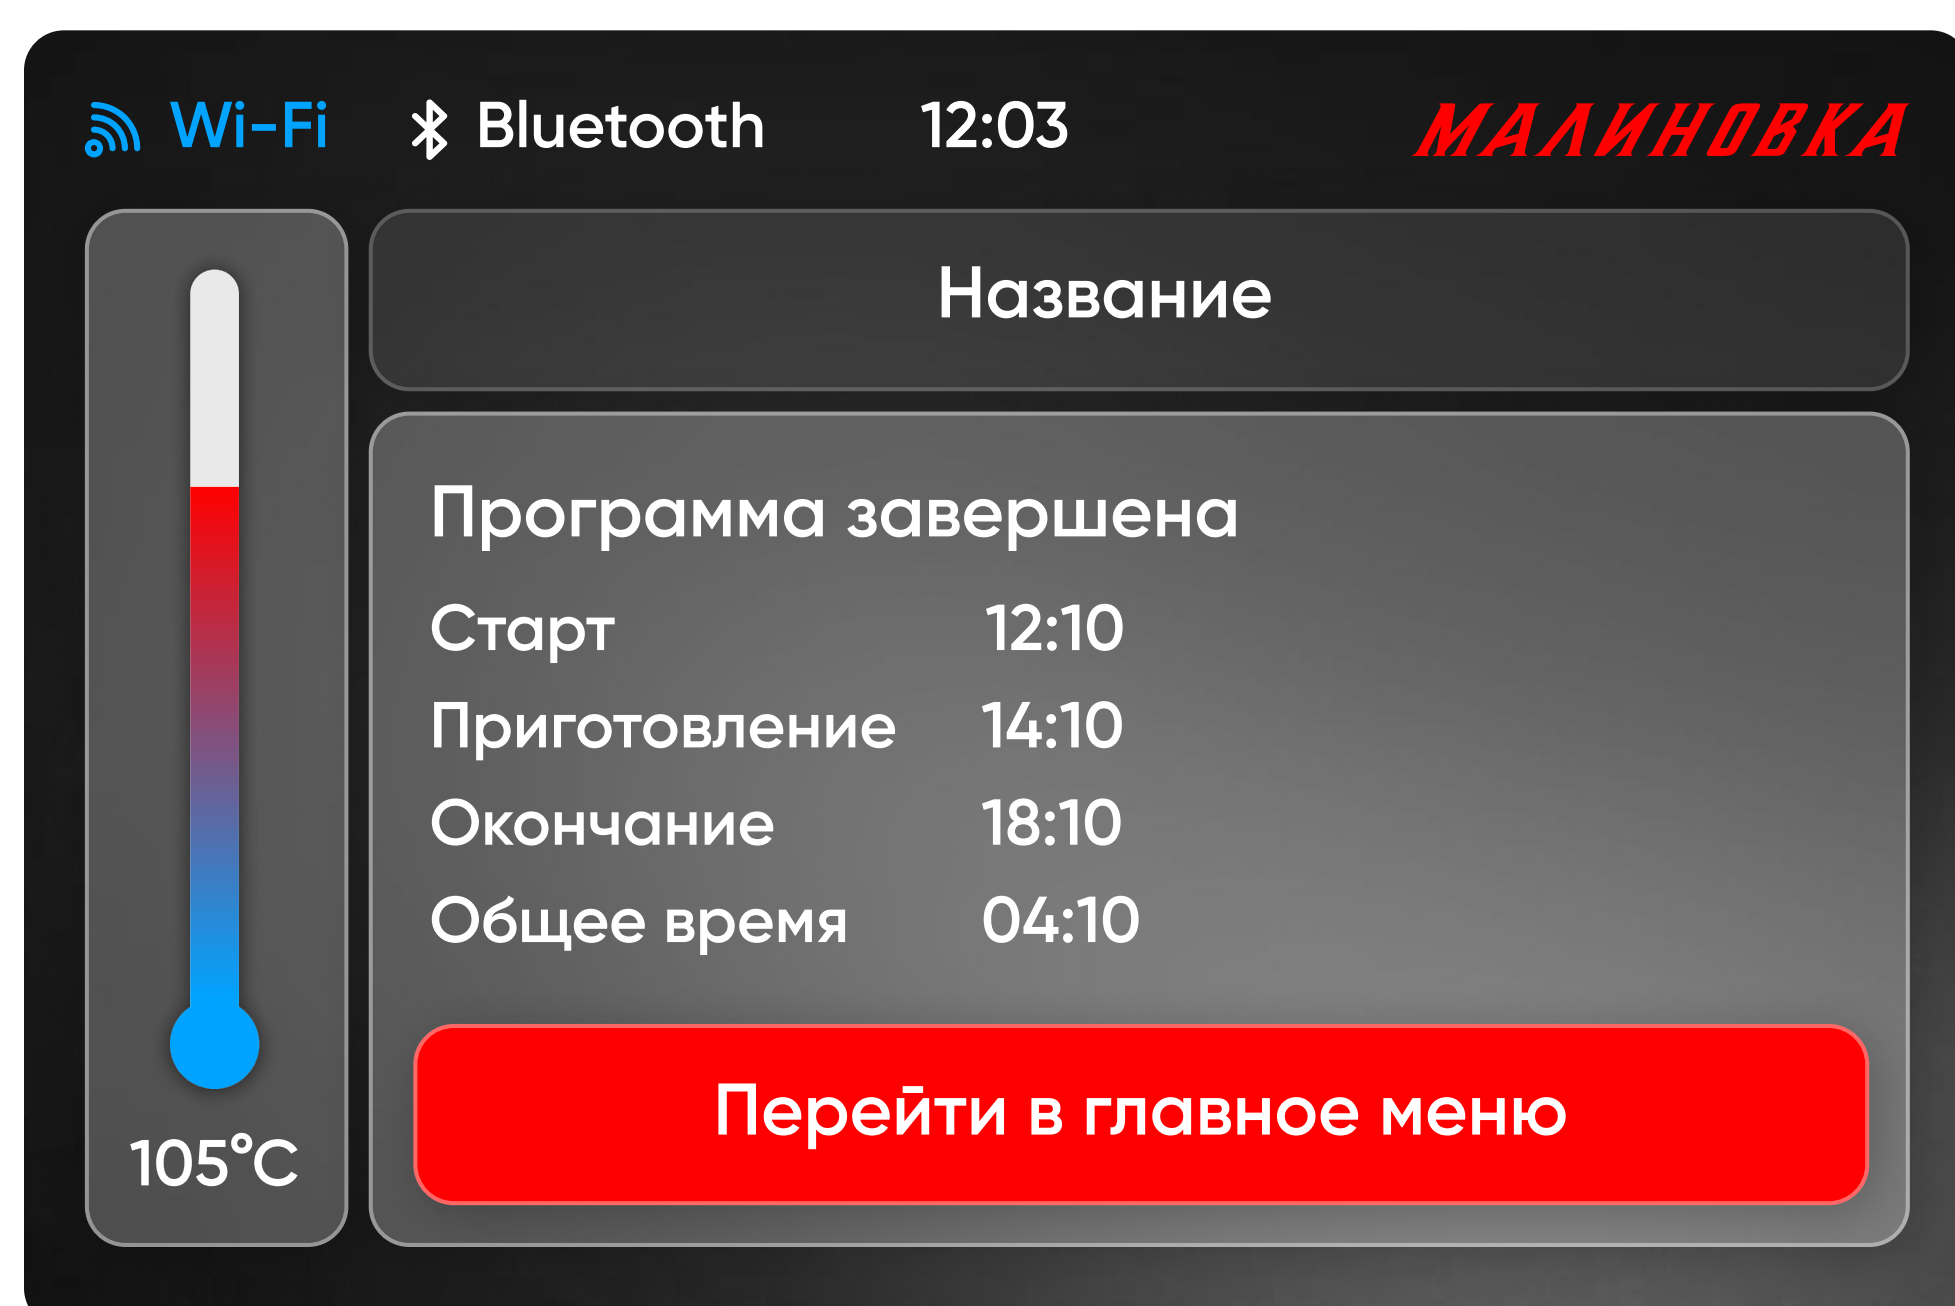 Wi-Fi Bluetooth 12:03 МАЛИНОВКА
Название
Программа завершена
Старт 12:10
Приготовление 14:10
Окончание 18:10
Общее время 04:10
Перейти в главное меню
105°C